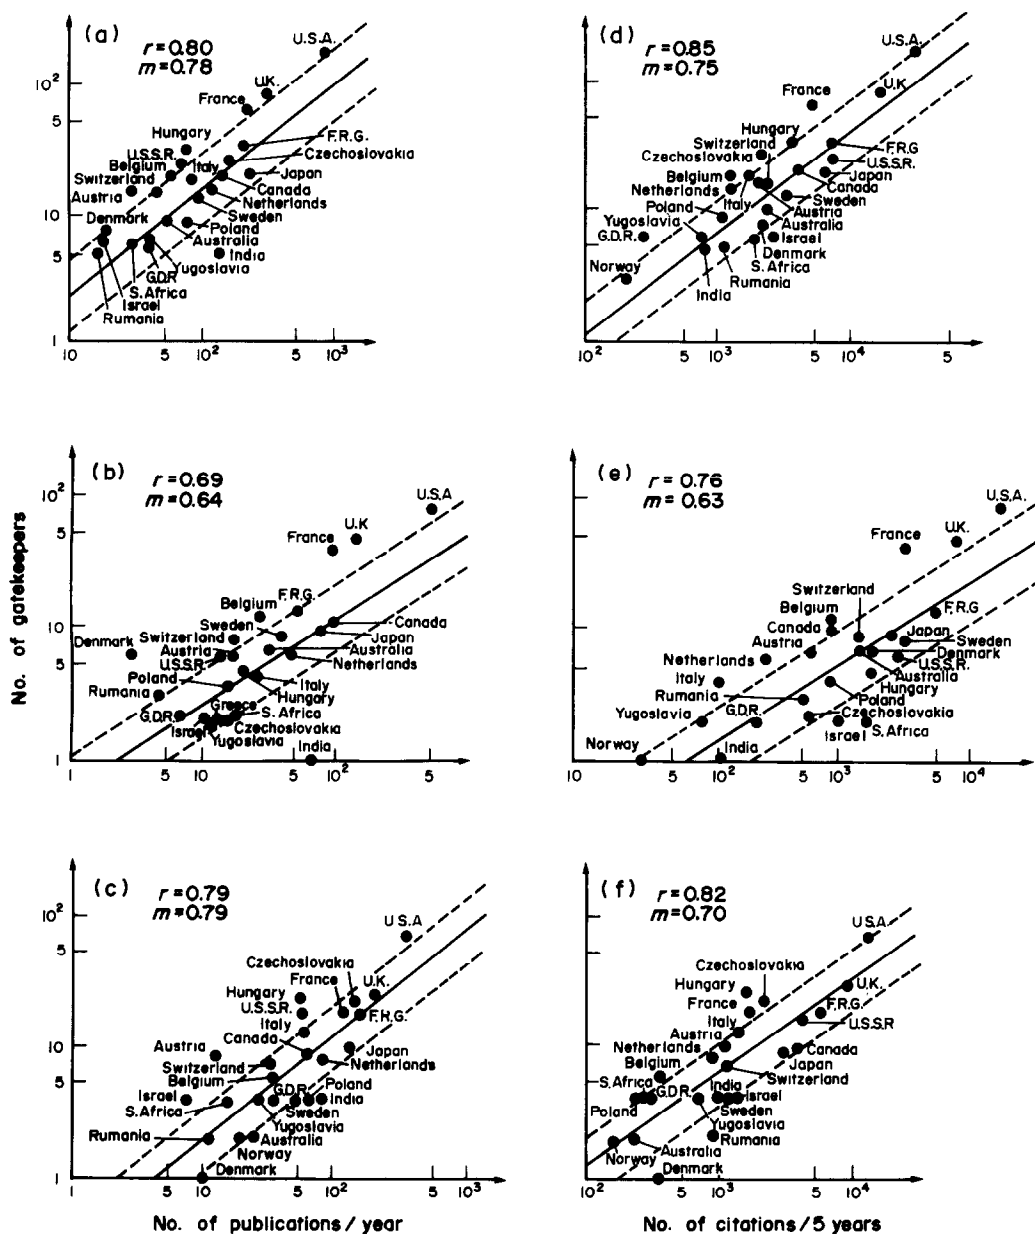 (a)
r=0.80
m=0.78
U.S.A.
U.K.
France
Hungary
U.S.S.R.
Belgium
Italy
Switzerland
Austria
Denmark
F.R.G.
Czechoslovakia
Japan
Canada
Netherlands
Sweden
Poland
Australia
India
Yugoslavia
G.D.R
S. Africa
Israel
Rumania
10²
5
10
5
1
10
5
10²
5
10³
(d)
r=0.85
m=0.75
U.S.A.
U.K
France
Hungary
Switzerland
Czechoslovakia
Belgium
Netherlands
Italy
Poland
Yugoslavia
G.D.R.
Norway
F.R.G
U.S.S.R.
Japan
Canada
Sweden
Austria
Australia
Israel
Denmark
S. Africa
Rumania
India
10²
5
10³
5
10⁴
5
No. of gatekeepers
(b)
r=0.69
m=0.64
U.S.A
U.K
France
F.R.G.
Belgium
Sweden
Switzerland
Denmark
Austria
U.S.S.R.
Poland
Rumania
G.D.R.
Greece
Israel
Canada
Japan
Australia
Netherlands
Italy
Hungary
S. Africa
Czechoslovakia
Yugoslavia
India
10²
5
10
5
1
1
5
10
5
10²
5
(e)
r=0.76
m=0.63
U.S.A
U.K.
France
Switzerland
Belgium
Canada
Austria
Netherlands
Italy
Rumania
Yugoslavia
G.D.R.
Norway
India
F.R.G
Japan
Sweden
Denmark
U.S.S.R.
Australia
Hungary
Poland
Czechoslovakia
Israel
S. Africa
10
5
10²
5
10³
5
10⁴
(c)
r=0.79
m=0.79
U.S.A
Czechoslovakia
France
U.K.
Hungary
U.S.S.R.
F.R.G.
Italy
Canada
Austria
Switzerland
Belgium
Japan
Netherlands
Israel
S. Africa
G.D.R.
Poland
India
Sweden
Yugoslavia
Rumania
Australia
Norway
Denmark
10²
5
10
5
1
1
5
10
5
10²
5
10³
No. of publications/year
(f)
r=0.82
m=0.70
U.S.A.
Czechoslovakia
Hungary
France
U.K.
Italy
F.R.G.
Austria
U.S.S.R
Netherlands
Belgium
Canada
Japan
Switzerland
S. Africa
G.D.R.
India
Poland
Sweden
Yugoslavia
Rumania
Norway
Australia
Denmark
10²
5
10³
5
10⁴
No. of citations/5 years